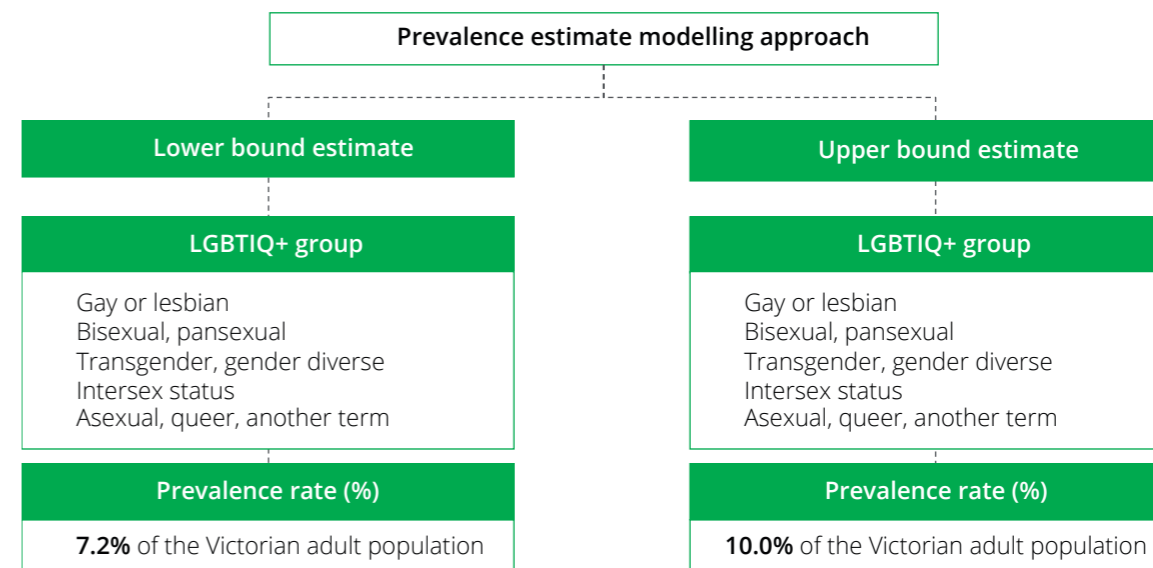 Prevalence estimate modelling approach
Lower bound estimate
LGBTIQ+ group
Gay or lesbian
Bisexual, pansexual
Transgender, gender diverse
Intersex status
Asexual, queer, another term
Prevalence rate (%)
7.2% of the Victorian adult population
Upper bound estimate
LGBTIQ+ group
Gay or lesbian
Bisexual, pansexual
Transgender, gender diverse
Intersex status
Asexual, queer, another term
Prevalence rate (%)
10.0% of the Victorian adult population